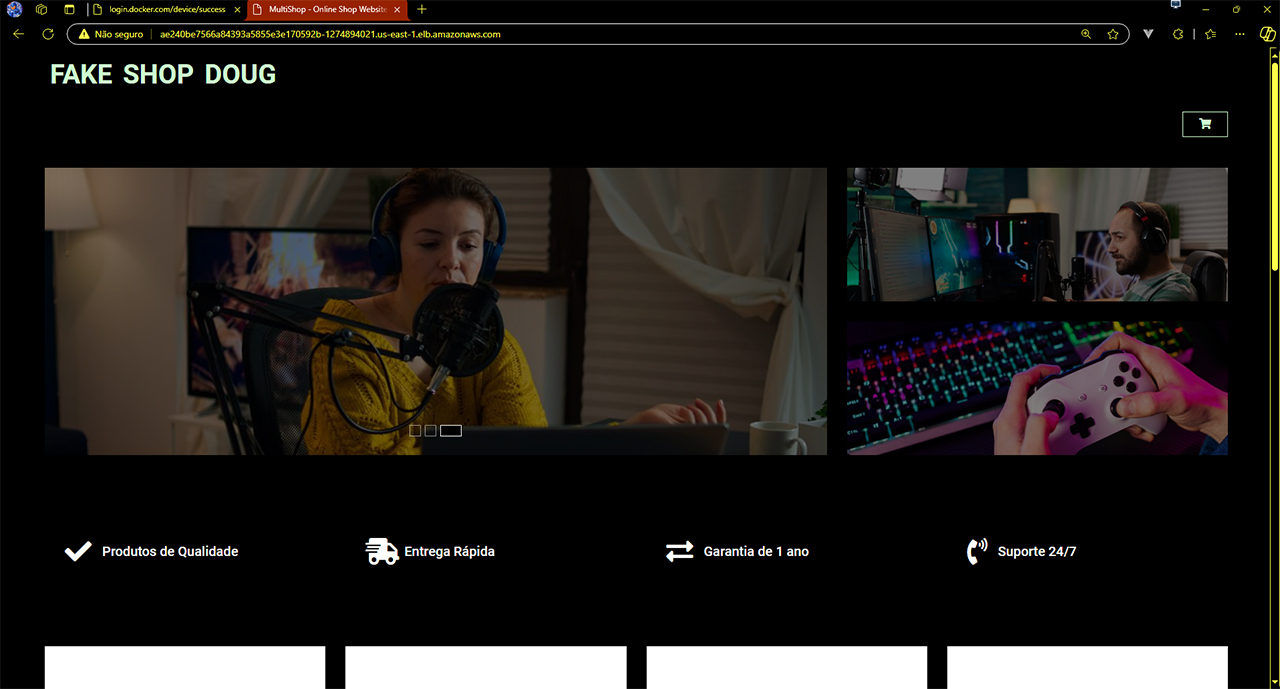 login.docker.com/device/success
MultiShop - Online Shop Website
Não seguro
ae240be7566a84393a5855e3e170592b-1274894021.us-east-1.elb.amazonaws.com
FAKE SHOP DOUG
Produtos de Qualidade
Entrega Rápida
Garantia de 1 ano
Suporte 24/7